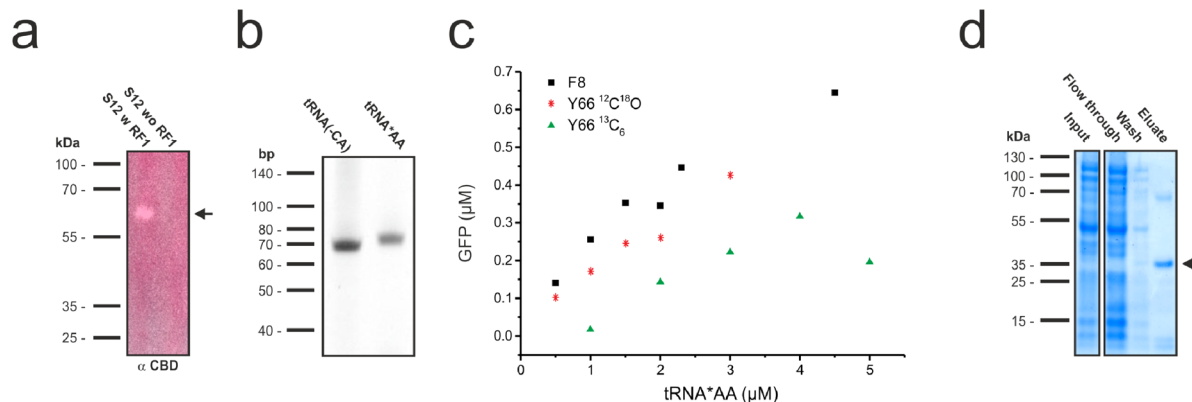 a
S12 w RF1
S12 wo RF1
kDa
100 -
70 -
55 -
35 -
25 -
α CBD
b
tRNA(-CA)
tRNA*AA
bp
140 -
100 -
80 -
70 -
60 -
50 -
40 -
c
F8
Y66 ¹²C¹⁸O
Y66 ¹³C₆
GFP (µM)
0.7
0.6
0.5
0.4
0.3
0.2
0.1
0.0
0 1 2 3 4 5
tRNA*AA (µM)
d
Input
Flow through
Wash
Eluate
kDa
130 -
100 -
70 -
55 -
35 -
25 -
15 -